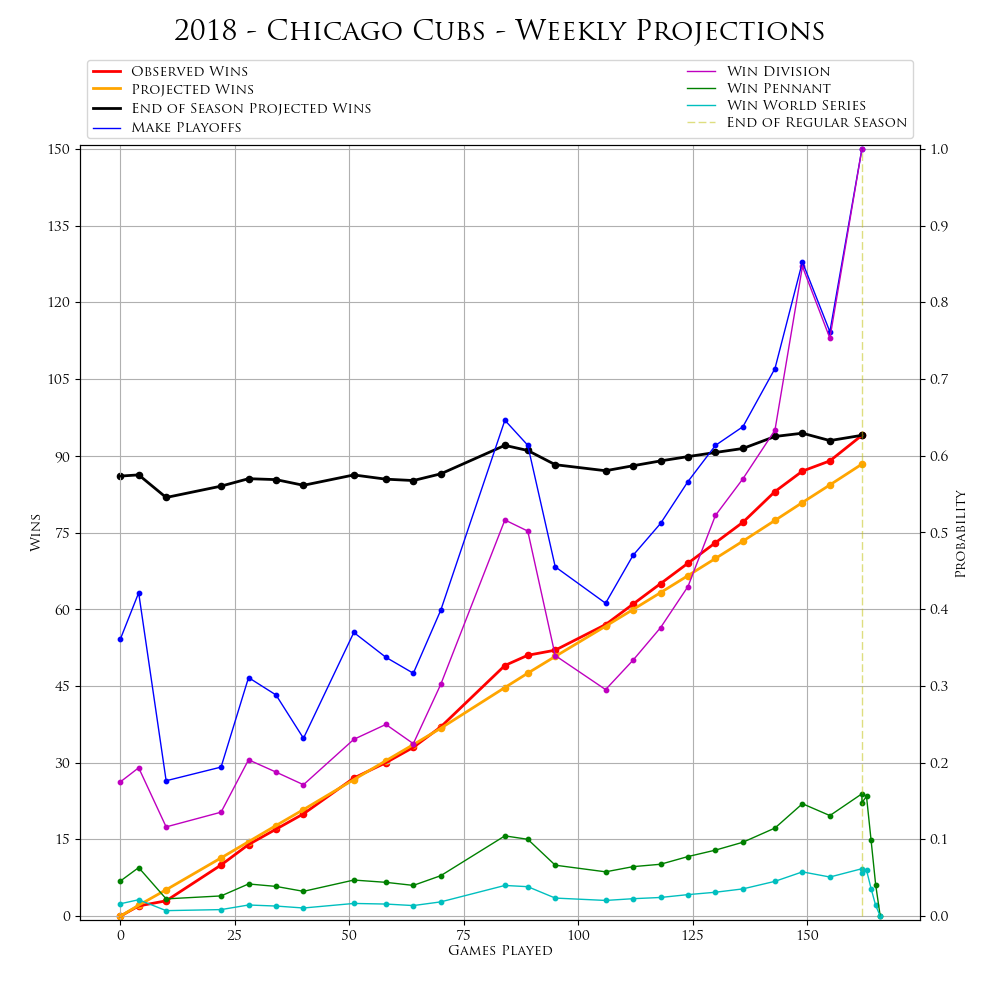 2018 - Chicago Cubs - Weekly Projections
Observed Wins
Projected Wins
End of Season Projected Wins
Make Playoffs
Win Division
Win Pennant
Win World Series
End of Regular Season
150
135
120
105
90
75
60
45
30
15
0
Wins
1.0
0.9
0.8
0.7
0.6
0.5
0.4
0.3
0.2
0.1
0.0
Probability
0 25 50 75 100 125 150
Games Played